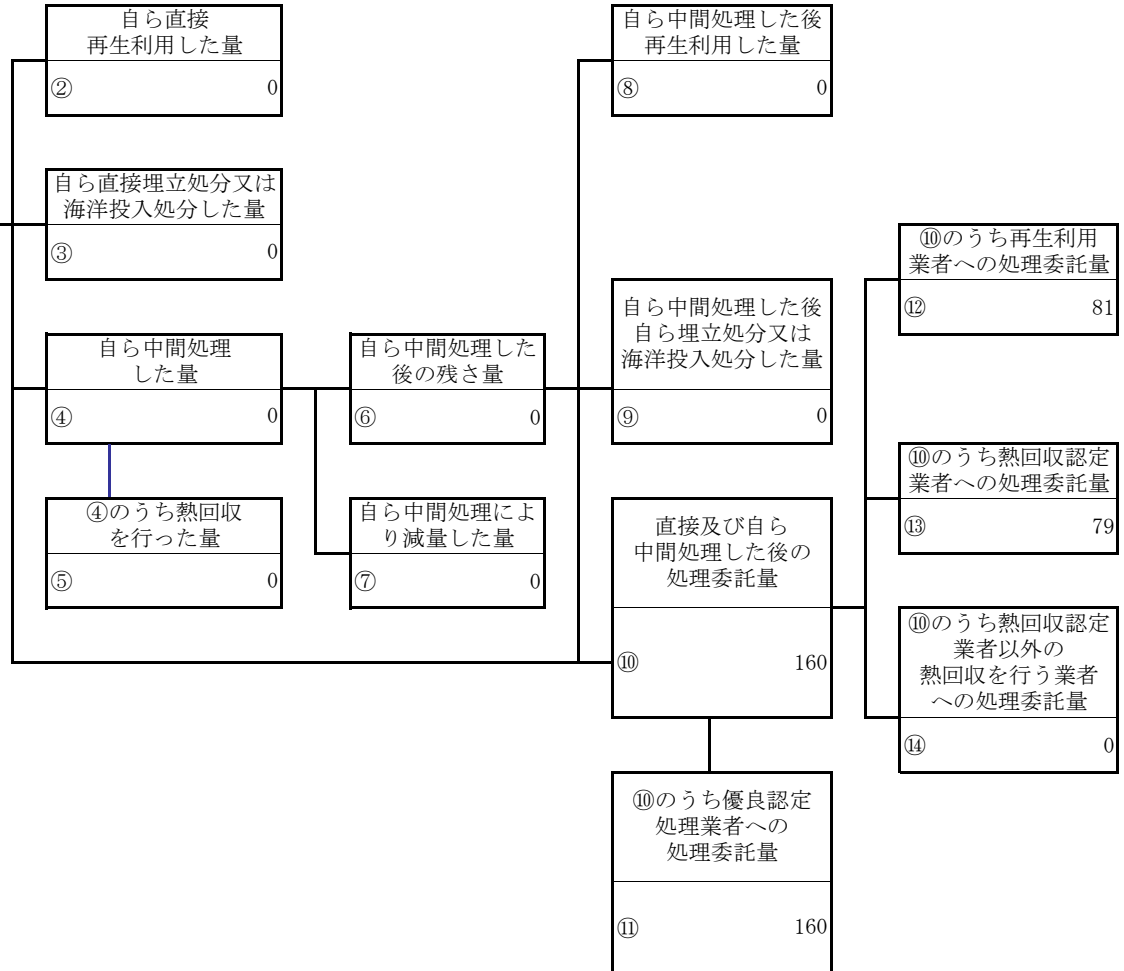 自ら直接
再生利用した量
② 0
自ら直接埋立処分又は
海洋投入処分した量
③ 0
自ら中間処理
した量
④ 0
④のうち熱回収
を行った量
⑤ 0
自ら中間処理した
後の残さ量
⑥ 0
自ら中間処理によ
り減量した量
⑦ 0
自ら中間処理した後
再生利用した量
⑧ 0
自ら中間処理した後
自ら埋立処分又は
海洋投入処分した量
⑨ 0
直接及び自ら
中間処理した後の
処理委託量
⑩ 160
⑩のうち優良認定
処理業者への
処理委託量
⑪ 160
⑩のうち再生利用
業者への処理委託量
⑫ 81
⑩のうち熱回収認定
業者への処理委託量
⑬ 79
⑩のうち熱回収認定
業者以外の
熱回収を行う業者
への処理委託量
⑭ 0